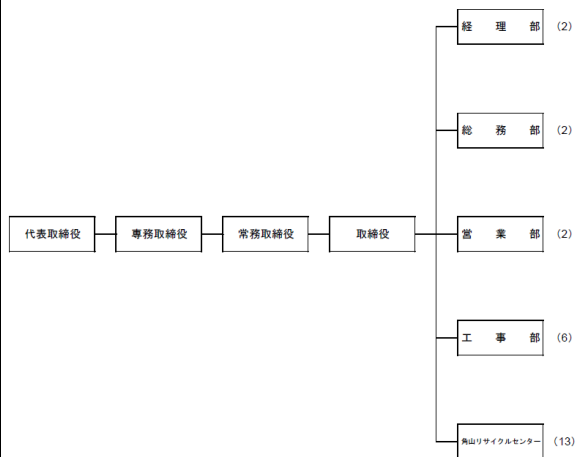 経 理 部 (2)
総 務 部 (2)
代表取締役 専務取締役 常務取締役 取締役 営 業 部 (2)
工 事 部 (6)
角山リサイクルセンター (13)